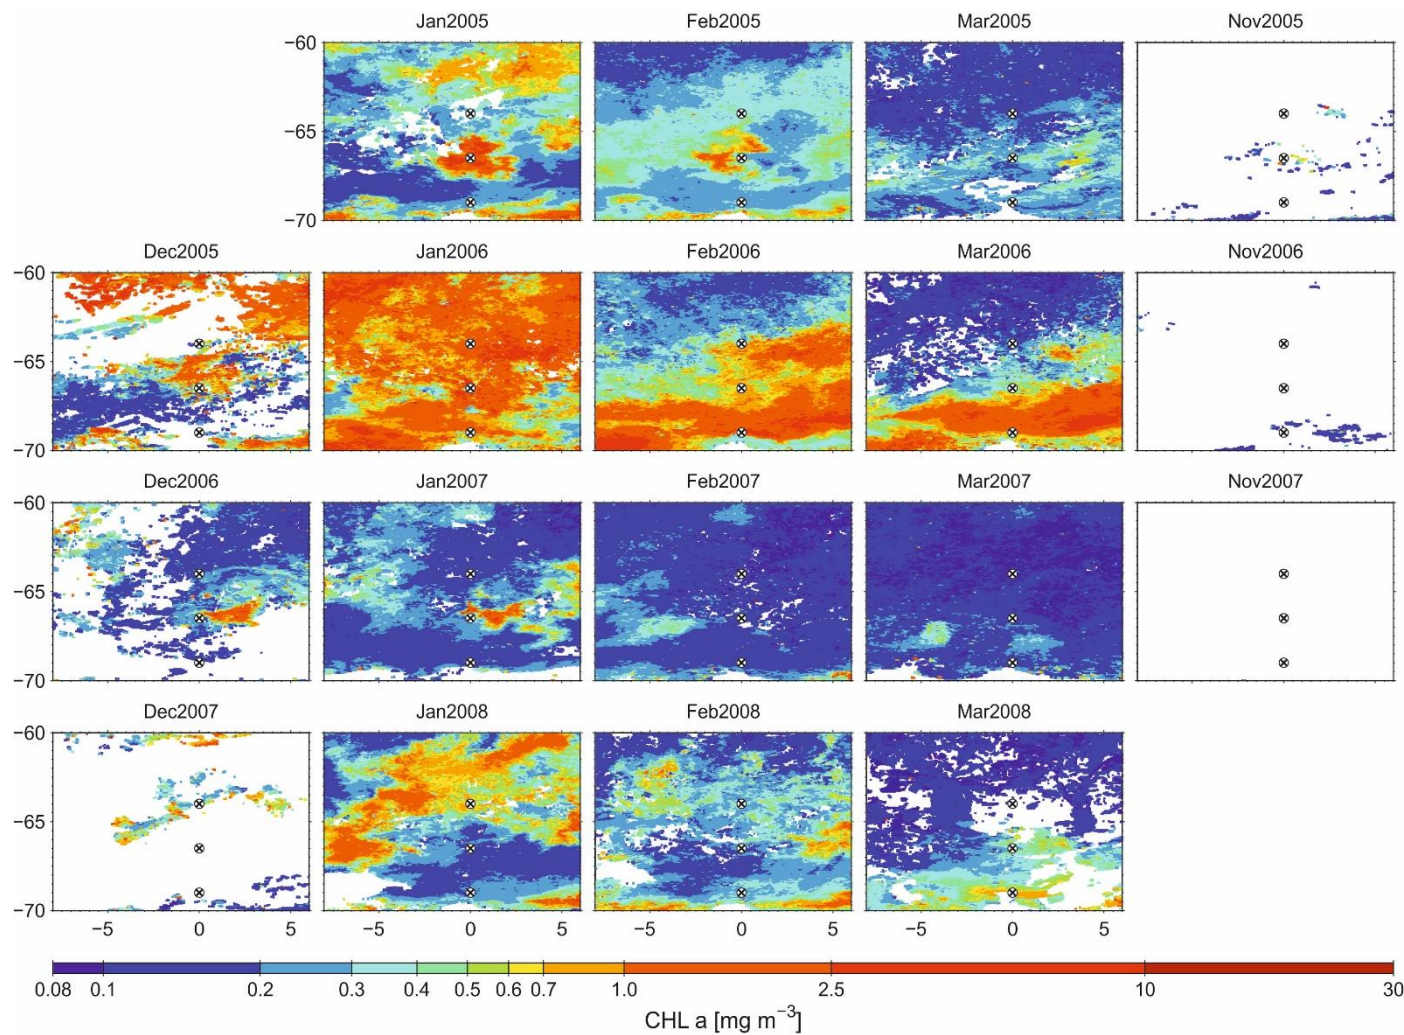 Jan2005 Feb2005 Mar2005 Nov2005
−60
−65
−70
Dec2005 Jan2006 Feb2006 Mar2006 Nov2006
−60
−65
−70
Dec2006 Jan2007 Feb2007 Mar2007 Nov2007
−60
−65
−70
Dec2007 Jan2008 Feb2008 Mar2008
−60
−65
−70
−5 0 5 −5 0 5 −5 0 5 −5 0 5
0.08 0.1 0.2 0.3 0.4 0.5 0.6 0.7 1.0 2.5 10 30
CHL a [mg m⁻³]